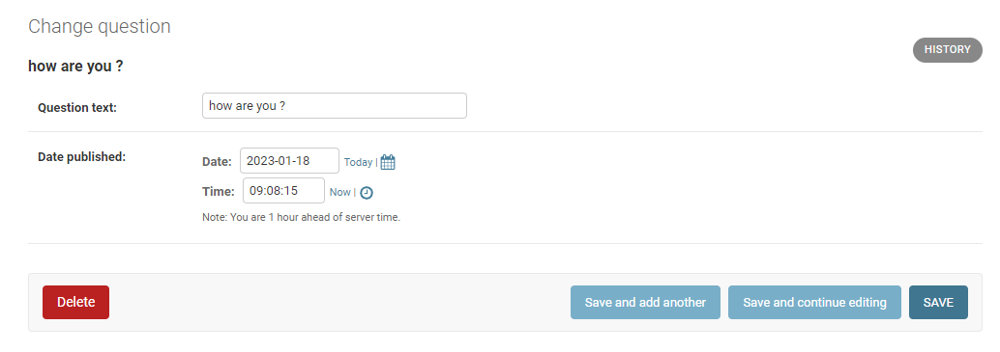 Change question
HISTORY
how are you ?
Question text: how are you ?
Date published:
Date: 2023-01-18 Today |
Time: 09:08:15 Now |
Note: You are 1 hour ahead of server time.
Delete Save and add another Save and continue editing SAVE